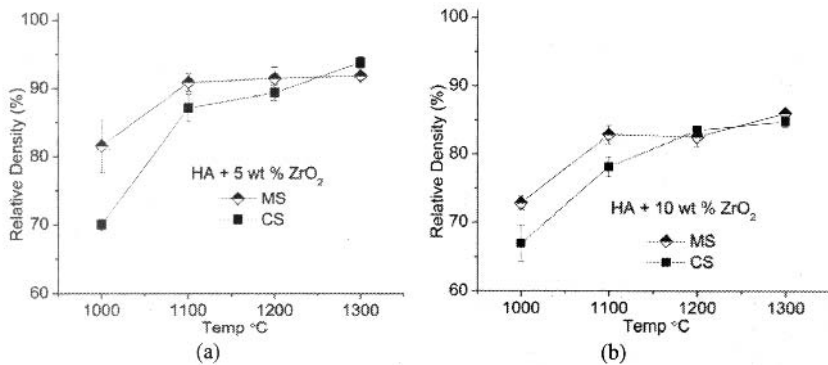 100
90
80
70
60
Relative Density (%)
HA + 5 wt % ZrO₂
MS
CS
1000 1100 1200 1300
Temp °C
(a)
100
90
80
70
60
Relative Density (%)
HA + 10 wt % ZrO₂
MS
CS
1000 1100 1200 1300
Temp °C
(b)